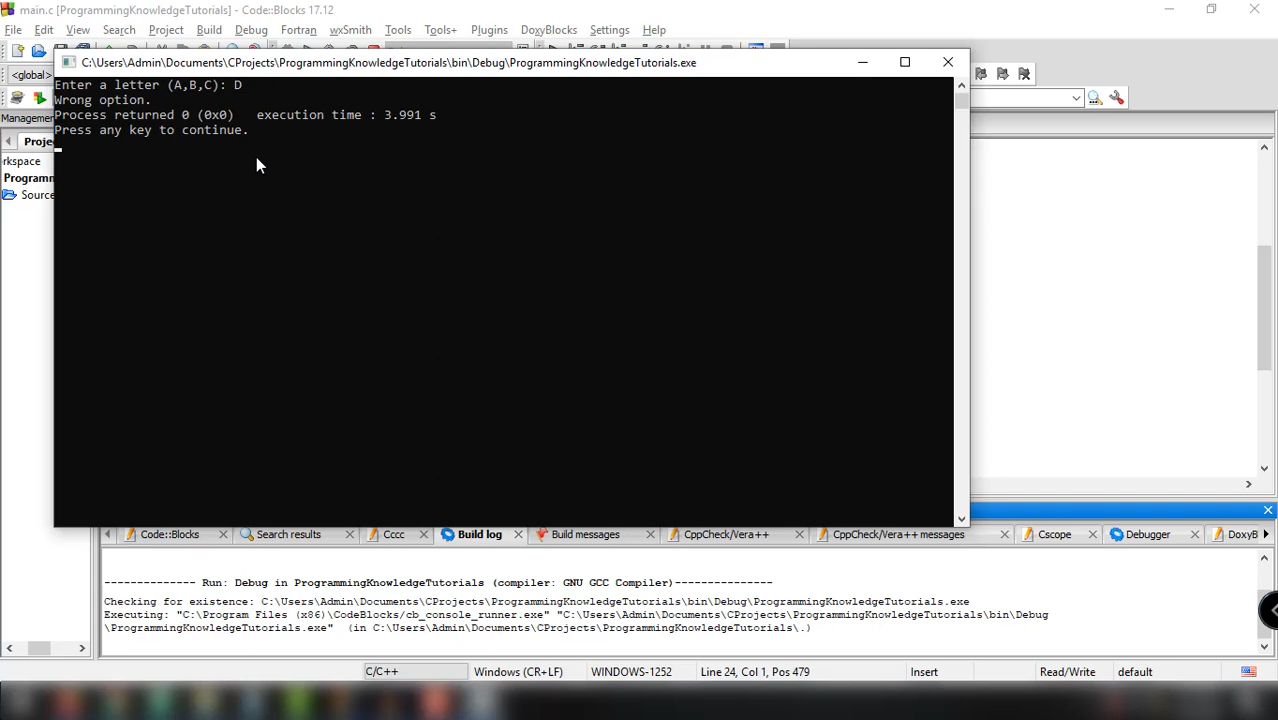 main.c [ProgrammingKnowledgeTutorials] - Code::Blocks 17.12
File Edit View Search Project Build Debug Fortran wxSmith Tools Tools+ Plugins DoxyBlocks Settings Help
C:\Users\Admin\Documents\CProjects\ProgrammingKnowledgeTutorials\bin\Debug\ProgrammingKnowledgeTutorials.exe
<global>
Enter a letter (A,B,C): D
Wrong option.
Process returned 0 (0x0)   execution time : 3.991 s
Press any key to continue.
Management
Projec
rkspace
Programn
Source
Code::Blocks Search results Cccc Build log Build messages CppCheck/Vera++ CppCheck/Vera++ messages Cscope Debugger DoxyB
-------------- Run: Debug in ProgrammingKnowledgeTutorials (compiler: GNU GCC Compiler)---------------
Checking for existence: C:\Users\Admin\Documents\CProjects\ProgrammingKnowledgeTutorials\bin\Debug\ProgrammingKnowledgeTutorials.exe
Executing: "C:\Program Files (x86)\CodeBlocks/cb_console_runner.exe" "C:\Users\Admin\Documents\CProjects\ProgrammingKnowledgeTutorials\bin\Debug
\ProgrammingKnowledgeTutorials.exe"  (in C:\Users\Admin\Documents\CProjects\ProgrammingKnowledgeTutorials\.)
C/C++ Windows (CR+LF) WINDOWS-1252 Line 24, Col 1, Pos 479 Insert Read/Write default